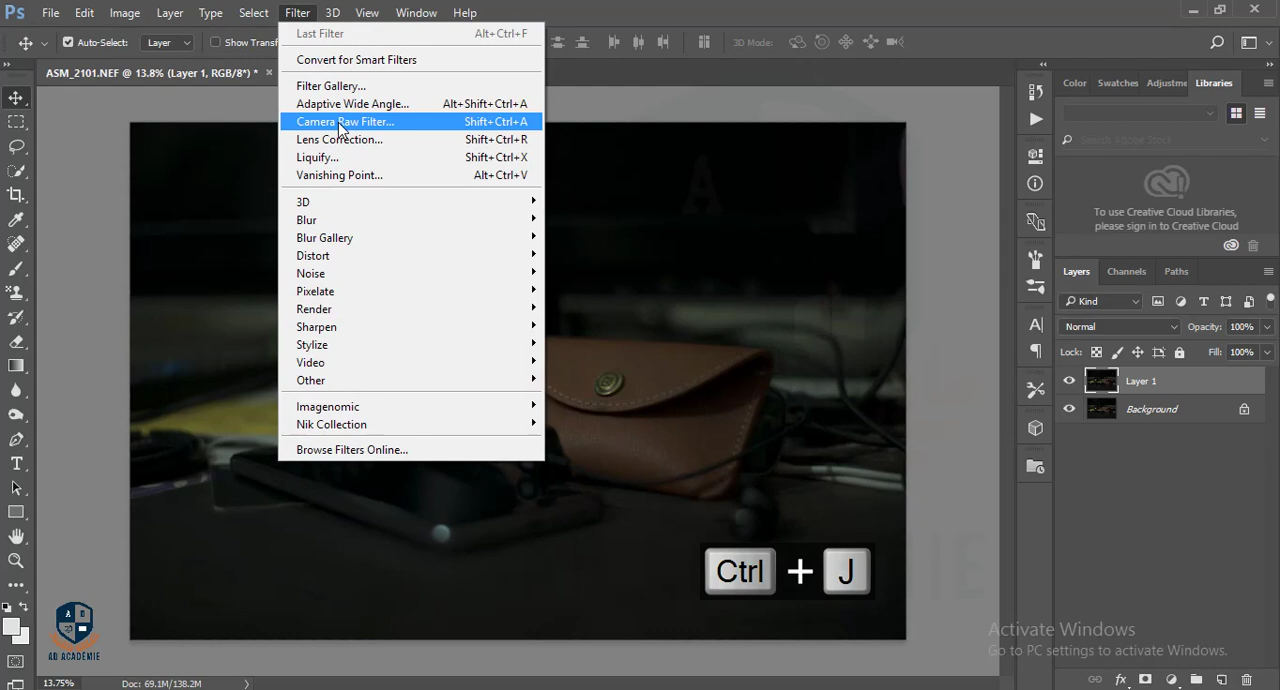 Ps File Edit Image Layer Type Select Filter 3D View Window Help
Auto-Select: Layer Show Transf 3D Mode:
ASM_2101.NEF @ 13.8% (Layer 1, RGB/8*) *
Last Filter Alt+Ctrl+F
Convert for Smart Filters
Filter Gallery...
Adaptive Wide Angle... Alt+Shift+Ctrl+A
Camera Raw Filter... Shift+Ctrl+A
Lens Correction... Shift+Ctrl+R
Liquify... Shift+Ctrl+X
Vanishing Point... Alt+Ctrl+V
3D
Blur
Blur Gallery
Distort
Noise
Pixelate
Render
Sharpen
Stylize
Video
Other
Imagenomic
Nik Collection
Browse Filters Online...
Color Swatches Adjustme Libraries
Search Adobe Stock
To use Creative Cloud Libraries,
please sign in to Creative Cloud
Layers Channels Paths
Kind
Normal Opacity: 100%
Lock: Fill: 100%
Layer 1
Background
Ctrl + J
A D
AD ACADÉMIE
Activate Windows
Go to PC settings to activate Windows.
13.75% Doc: 69.1M/138.2M